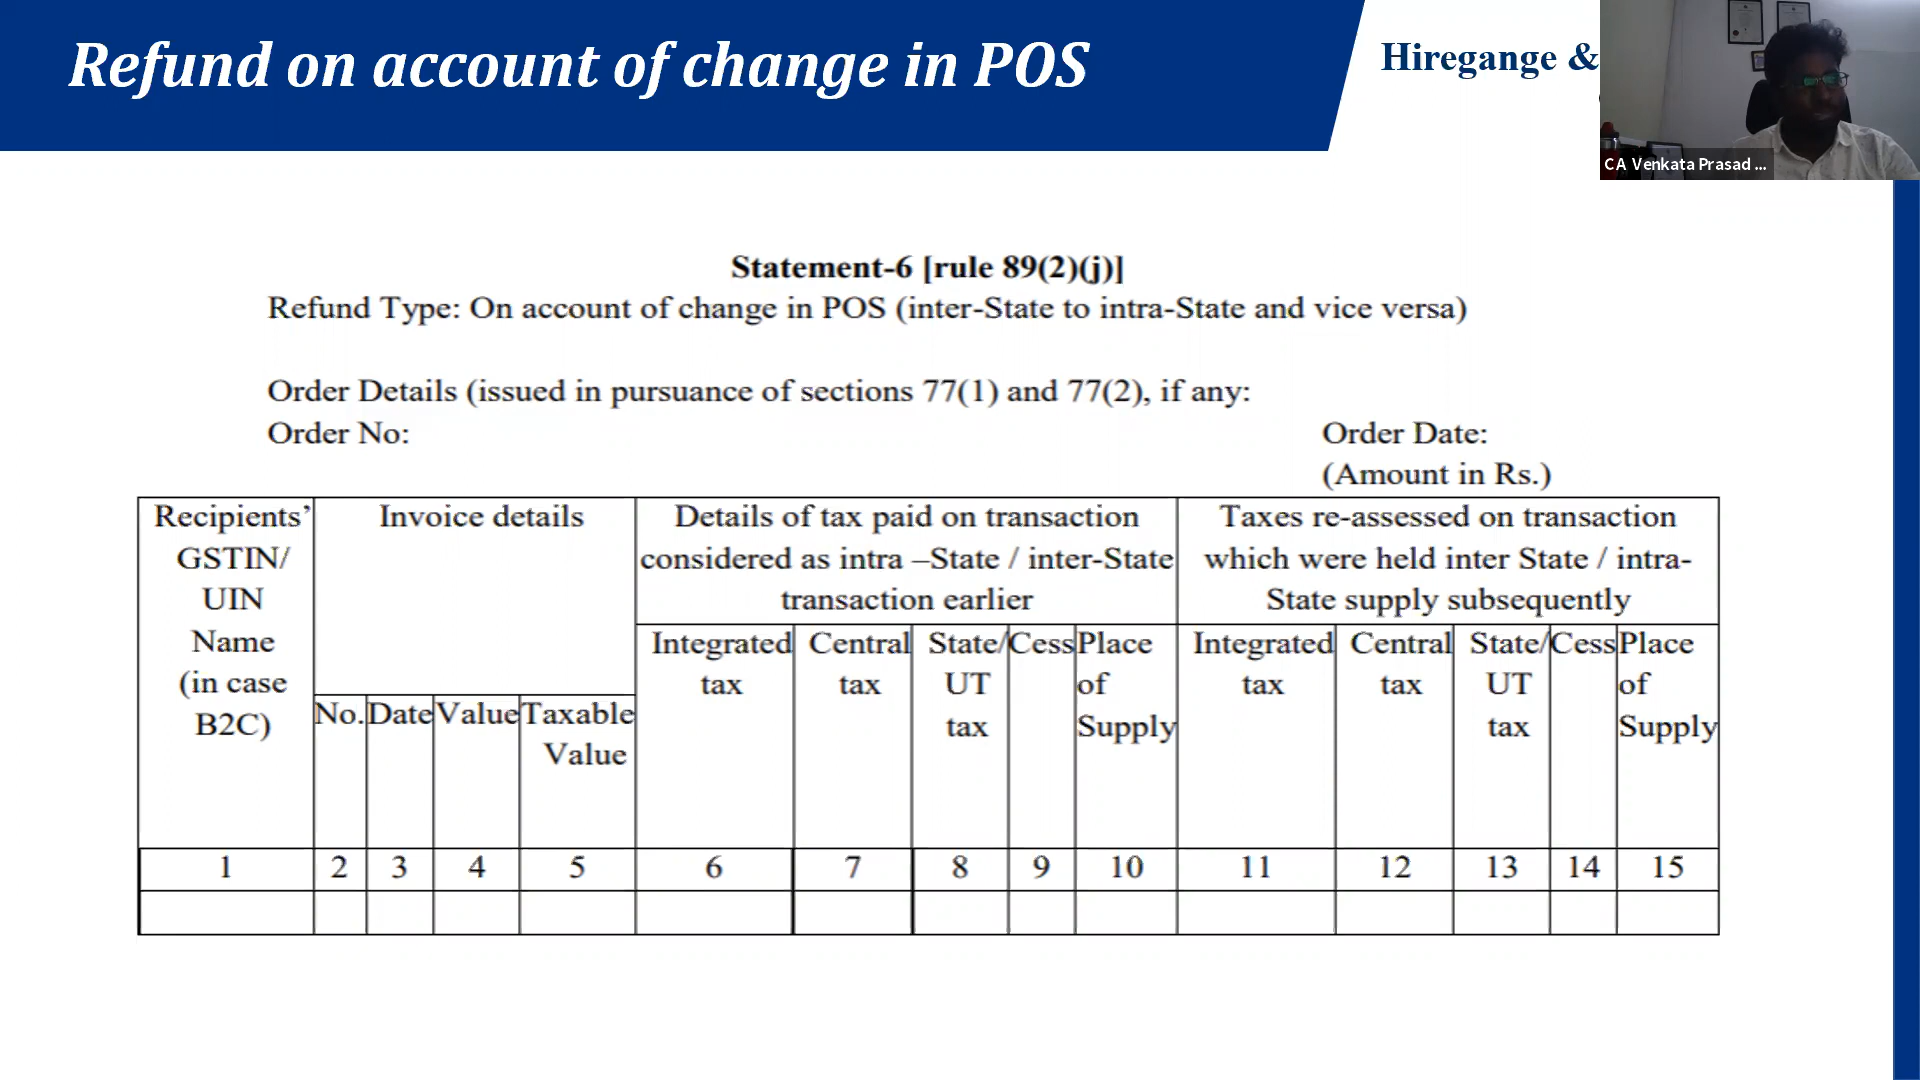 Refund on account of change in POS
Hiregange &
CA Venkata Prasad ...
Statement-6 [rule 89(2)(j)]
Refund Type: On account of change in POS (inter-State to intra-State and vice versa)
Order Details (issued in pursuance of sections 77(1) and 77(2), if any:
Order No:
Order Date:
(Amount in Rs.)
Recipients’
GSTIN/
UIN
Name
(in case
B2C)
Invoice details
No.
Date
Value
Taxable
Value
Details of tax paid on transaction
considered as intra –State / inter-State
transaction earlier
Integrated
tax
Central
tax
State/
UT
tax
Cess
Place
of
Supply
Taxes re-assessed on transaction
which were held inter State / intra-
State supply subsequently
Integrated
tax
Central
tax
State/
UT
tax
Cess
Place
of
Supply
1 2 3 4 5 6 7 8 9 10 11 12 13 14 15